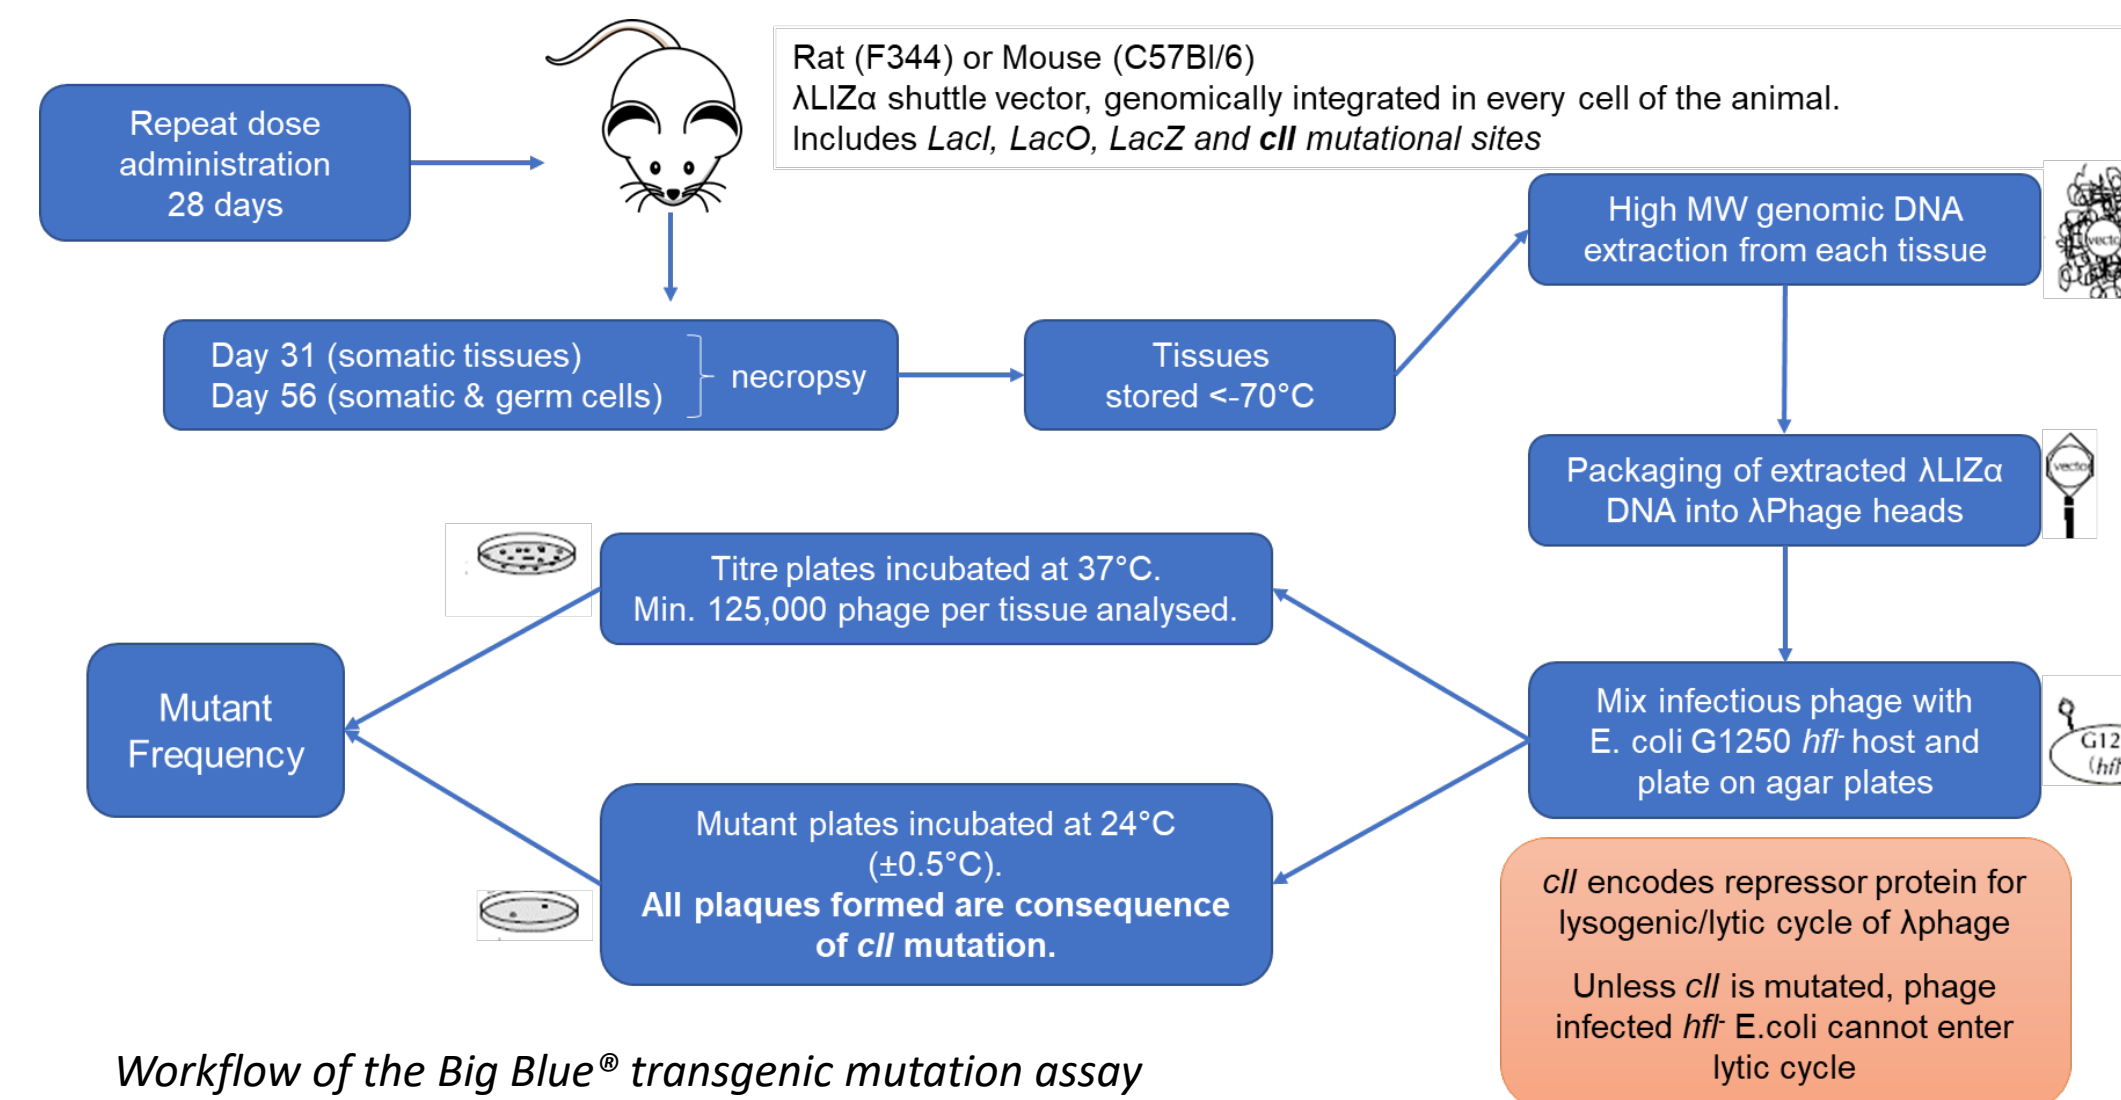 Rat (F344) or Mouse (C57Bl/6)
λLIZα shuttle vector, genomically integrated in every cell of the animal.
Includes LacI, LacO, LacZ and cII mutational sites
Repeat dose
administration
28 days
High MW genomic DNA
extraction from each tissue
Day 31 (somatic tissues)
Day 56 (somatic & germ cells)
necropsy
Tissues
stored <-70°C
Packaging of extracted λLIZα
DNA into λPhage heads
vector
Titre plates incubated at 37°C.
Min. 125,000 phage per tissue analysed.
Mutant
Frequency
Mix infectious phage with
E. coli G1250 hfl- host and
plate on agar plates
Mutant plates incubated at 24°C
(±0.5°C).
All plaques formed are consequence
of cII mutation.
cII encodes repressor protein for
lysogenic/lytic cycle of λphage
Unless cII is mutated, phage
infected hfl- E.coli cannot enter
lytic cycle
Workflow of the Big Blue® transgenic mutation assay